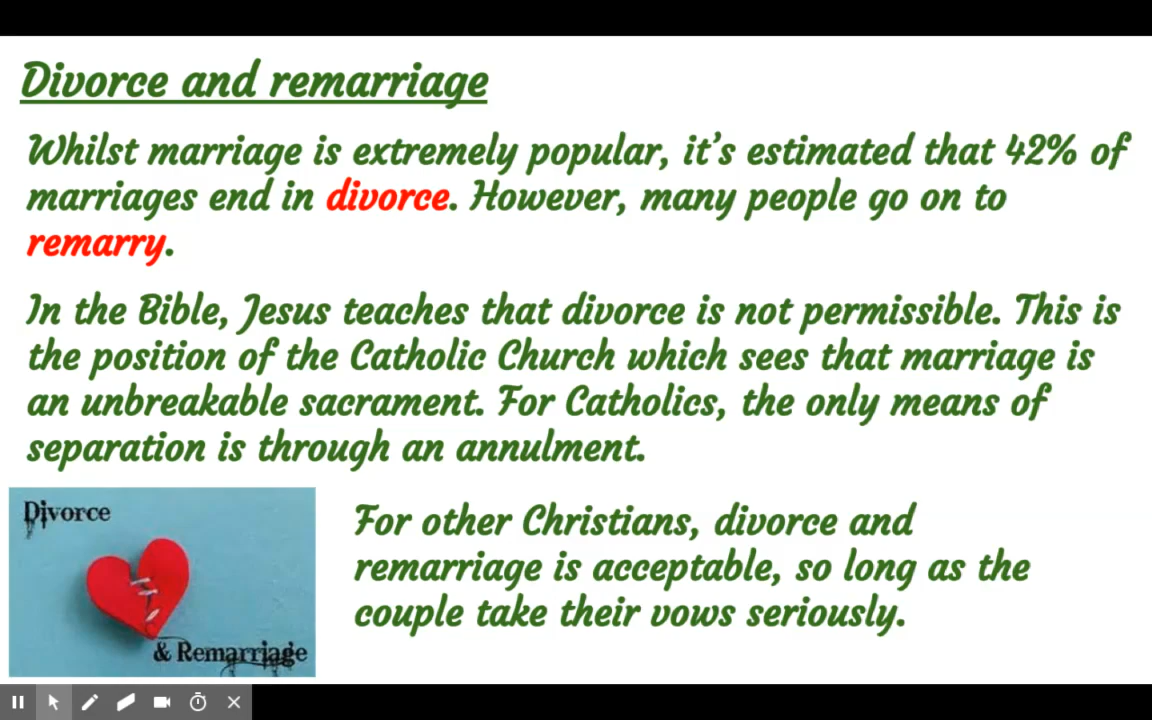 Divorce and remarriage
Whilst marriage is extremely popular, it's estimated that 42% of
marriages end in divorce. However, many people go on to
remarry.
In the Bible, Jesus teaches that divorce is not permissible. This is
the position of the Catholic Church which sees that marriage is
an unbreakable sacrament. For Catholics, the only means of
separation is through an annulment.
Divorce
& Remarriage
For other Christians, divorce and
remarriage is acceptable, so long as the
couple take their vows seriously.